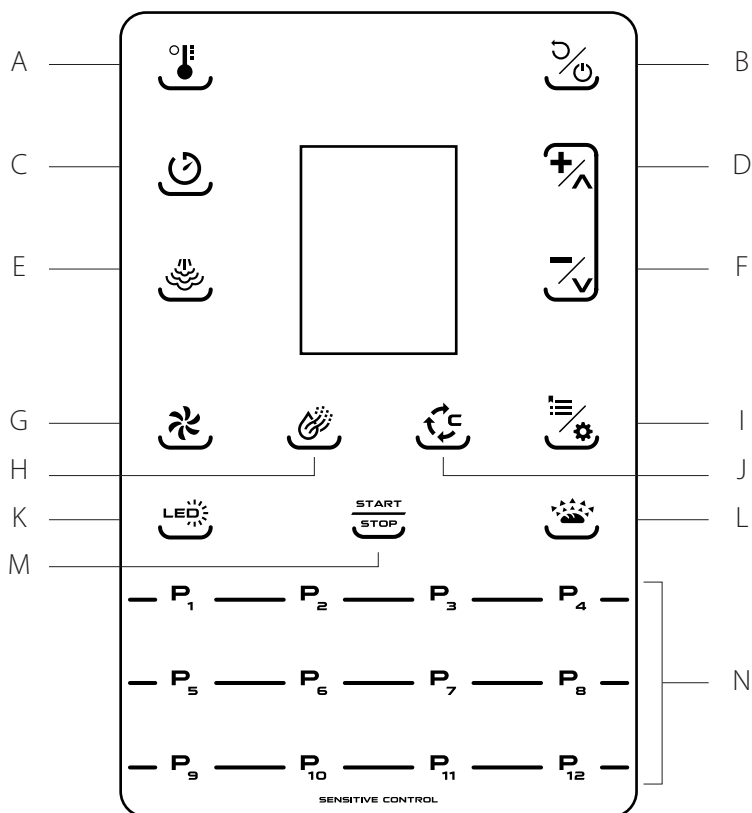 A B
C D
E F
G I
H J
LED
K L
START
STOP
M
P1 P2 P3 P4
P5 P6 P7 P8
N
P9 P10 P11 P12
SENSITIVE CONTROL